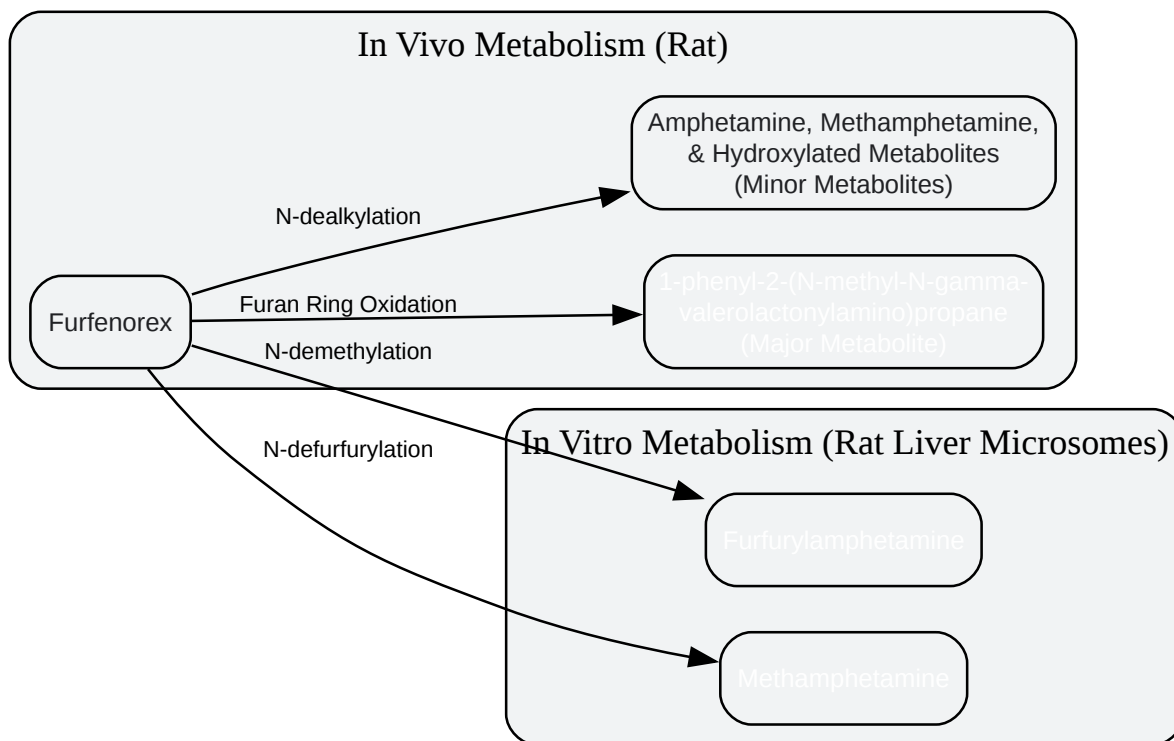 In Vivo Metabolism (Rat)
Amphetamine, Methamphetamine,
& Hydroxylated Metabolites
(Minor Metabolites)
N-dealkylation
Furfenorex
Furan Ring Oxidation
1-phenyl-2-(N-methyl-N-gamma-
valerolactonylamino)propane
(Major Metabolite)
N-demethylation
N-defurfurylation
In Vitro Metabolism (Rat Liver Microsomes)
Furfurylamphetamine
Methamphetamine